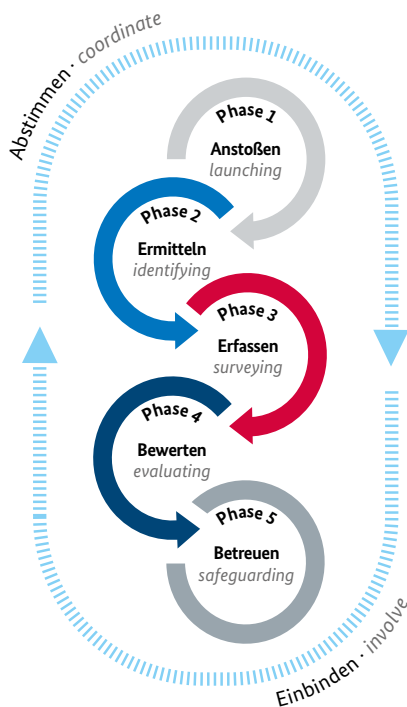 Abstimmen · coordinate
Phase 1
Anstoßen
launching
Phase 2
Ermitteln
identifying
Phase 3
Erfassen
surveying
Phase 4
Bewerten
evaluating
Phase 5
Betreuen
safeguarding
Einbinden · involve